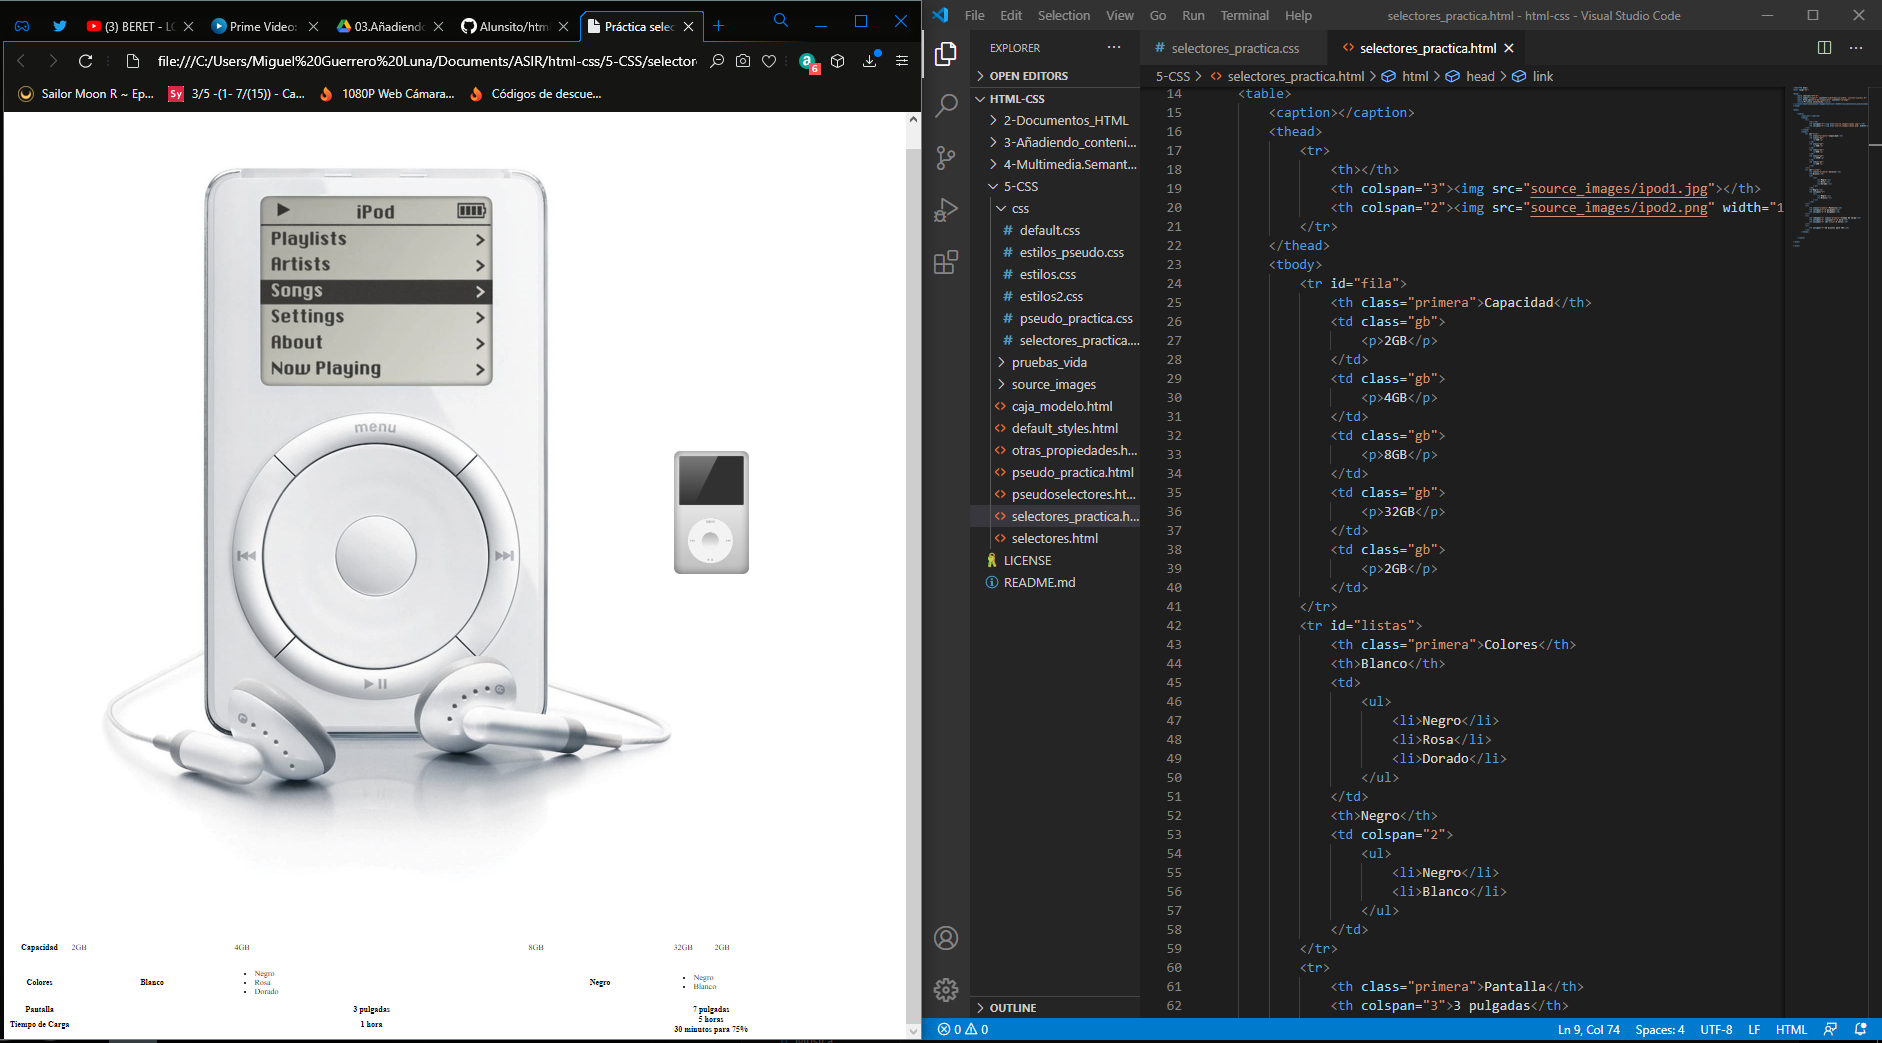 (3) BERET - LO
Prime Video:
03.Añadiendo
Alunsito/html
Práctica selec
file:///C:/Users/Miguel%20Guerrero%20Luna/Documents/ASIR/html-css/5-CSS/selector
6
Sailor Moon R ~ Ep...
Sy
3/5 -(1- 7/(15)) - Ca...
1080P Web Cámara...
Códigos de descue...
iPod
Playlists
Artists
Songs
Settings
About
Now Playing
menu
Capacidad 2GB 4GB 8GB 32GB 2GB
Colores Blanco
Negro
Rosa
Dorado
Negro
Negro
Blanco
Pantalla 3 pulgadas 7 pulgadas
Tiempo de Carga 1 hora
5 horas
30 minutos para 75%
File Edit Selection View Go Run Terminal Help
selectores_practica.html - html-css - Visual Studio Code
EXPLORER
OPEN EDITORS
HTML-CSS
2-Documentos_HTML
3-Añadiendo_conteni...
4-Multimedia.Semant...
5-CSS
css
# default.css
# estilos_pseudo.css
# estilos.css
# estilos2.css
# pseudo_practica.css
# selectores_practica....
pruebas_vida
source_images
<> caja_modelo.html
<> default_styles.html
<> otras_propiedades.h...
<> pseudo_practica.html
<> pseudoselectores.ht...
<> selectores_practica.h...
<> selectores.html
LICENSE
README.md
OUTLINE
# selectores_practica.css
<> selectores_practica.html
5-CSS > <> selectores_practica.html > html > head > link
14 <table>
15 <caption></caption>
16 <thead>
17 <tr>
18 <th></th>
19 <th colspan="3"><img src="source_images/ipod1.jpg"></th>
20 <th colspan="2"><img src="source_images/ipod2.png" width="1
21 </tr>
22 </thead>
23 <tbody>
24 <tr id="fila">
25 <th class="primera">Capacidad</th>
26 <td class="gb">
27 <p>2GB</p>
28 </td>
29 <td class="gb">
30 <p>4GB</p>
31 </td>
32 <td class="gb">
33 <p>8GB</p>
34 </td>
35 <td class="gb">
36 <p>32GB</p>
37 </td>
38 <td class="gb">
39 <p>2GB</p>
40 </td>
41 </tr>
42 <tr id="listas">
43 <th class="primera">Colores</th>
44 <th>Blanco</th>
45 <td>
46 <ul>
47 <li>Negro</li>
48 <li>Rosa</li>
49 <li>Dorado</li>
50 </ul>
51 </td>
52 <th>Negro</th>
53 <td colspan="2">
54 <ul>
55 <li>Negro</li>
56 <li>Blanco</li>
57 </ul>
58 </td>
59 </tr>
60 <tr>
61 <th class="primera">Pantalla</th>
62 <th colspan="3">3 pulgadas</th>
0 0
Ln 9, Col 74 Spaces: 4 UTF-8 LF HTML